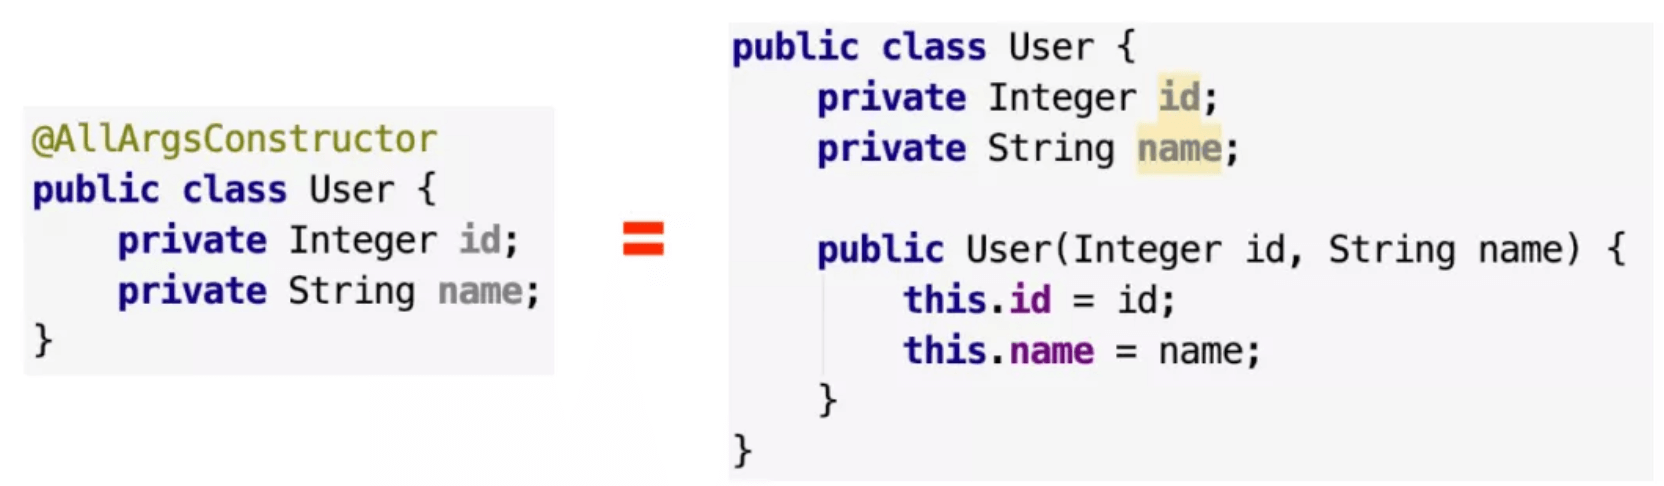 @AllArgsConstructor
public class User {
    private Integer id;
    private String name;
}
=
public class User {
    private Integer id;
    private String name;

    public User(Integer id, String name) {
        this.id = id;
        this.name = name;
    }
}